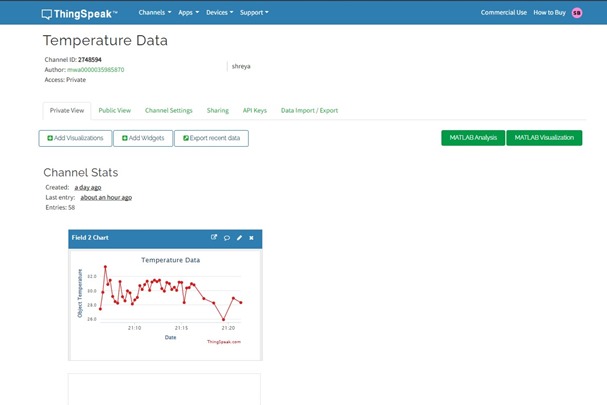 ThingSpeak™ Channels Apps Devices Support Commercial Use How to Buy SB
Temperature Data
Channel ID: 2748594
Author: mwa0000035985870
Access: Private
shreya
Private View Public View Channel Settings Sharing API Keys Data Import / Export
Add Visualizations Add Widgets Export recent data MATLAB Analysis MATLAB Visualization
Channel Stats
Created: a day ago
Last entry: about an hour ago
Entries: 58
Field 2 Chart
Temperature Data
Object Temperature
32.0
30.0
28.0
26.0
21:10 21:15 21:20
Date
ThingSpeak.com